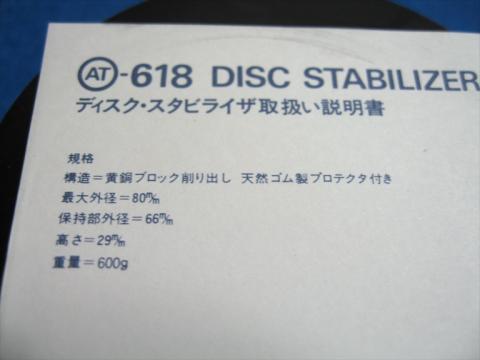 AT-618 DISC STABILIZER
ディスク・スタビライザ取扱い説明書
規格
構造=黄銅ブロック削り出し 天然ゴム製プロテクタ付き
最大外径=80m/m
保持部外径=66m/m
高さ=29m/m
重量=600g